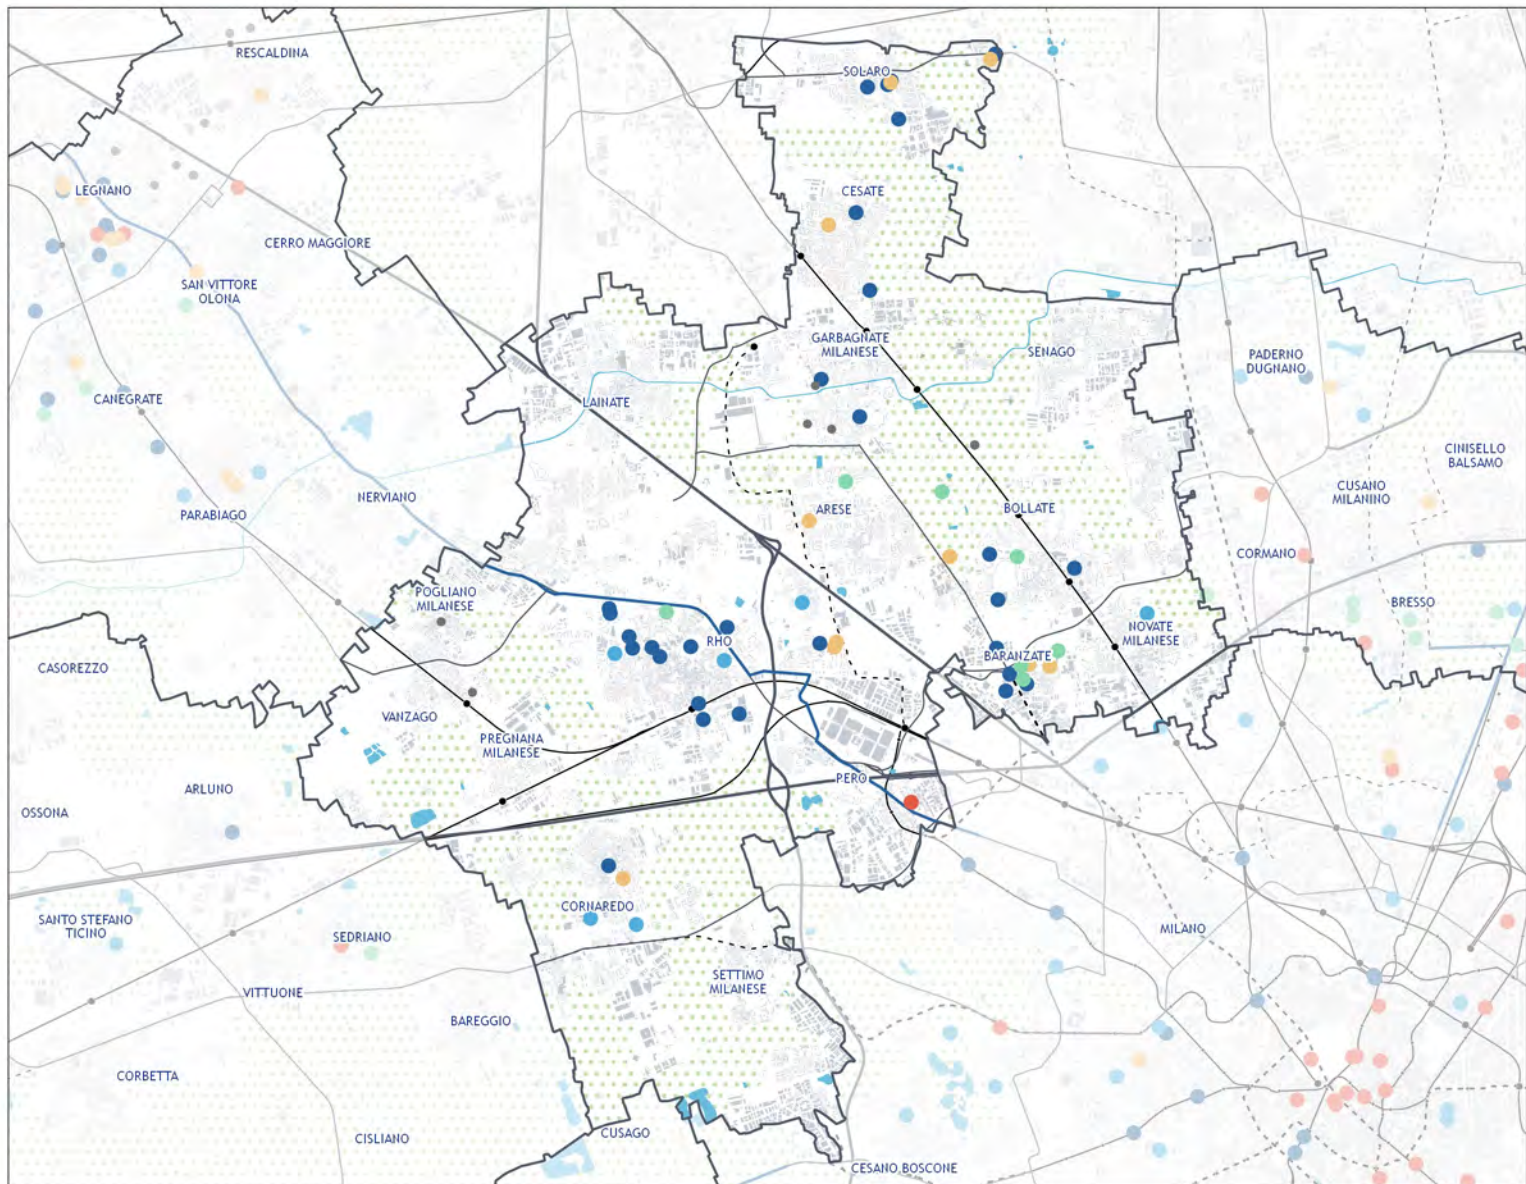 RESCALDINA
SOLARO
LEGNANO
CESATE
CERRO MAGGIORE
SAN VITTORE
OLONA
GARBAGNATE
MILANESE
SENAGO
PADERNO
DUGNANO
CANEGRATE
LAINATE
CINISELLO
BALSAMO
CUSANO
MILANINO
NERVIANO
PARABIAGO
ARESE
BOLLATE
CORMANO
POGLIANO
MILANESE
BRESSO
NOVATE
MILANESE
RHO
BARANZATE
CASOREZZO
VANZAGO
PREGNANA
MILANESE
PERO
ARLUNO
OSSONA
CORNAREDO
SANTO STEFANO
TICINO
SEDRIANO
MILANO
SETTIMO
MILANESE
VITTUONE
BAREGGIO
CORBETTA
CISLIANO
CUSAGO
CESANO BOSCONE